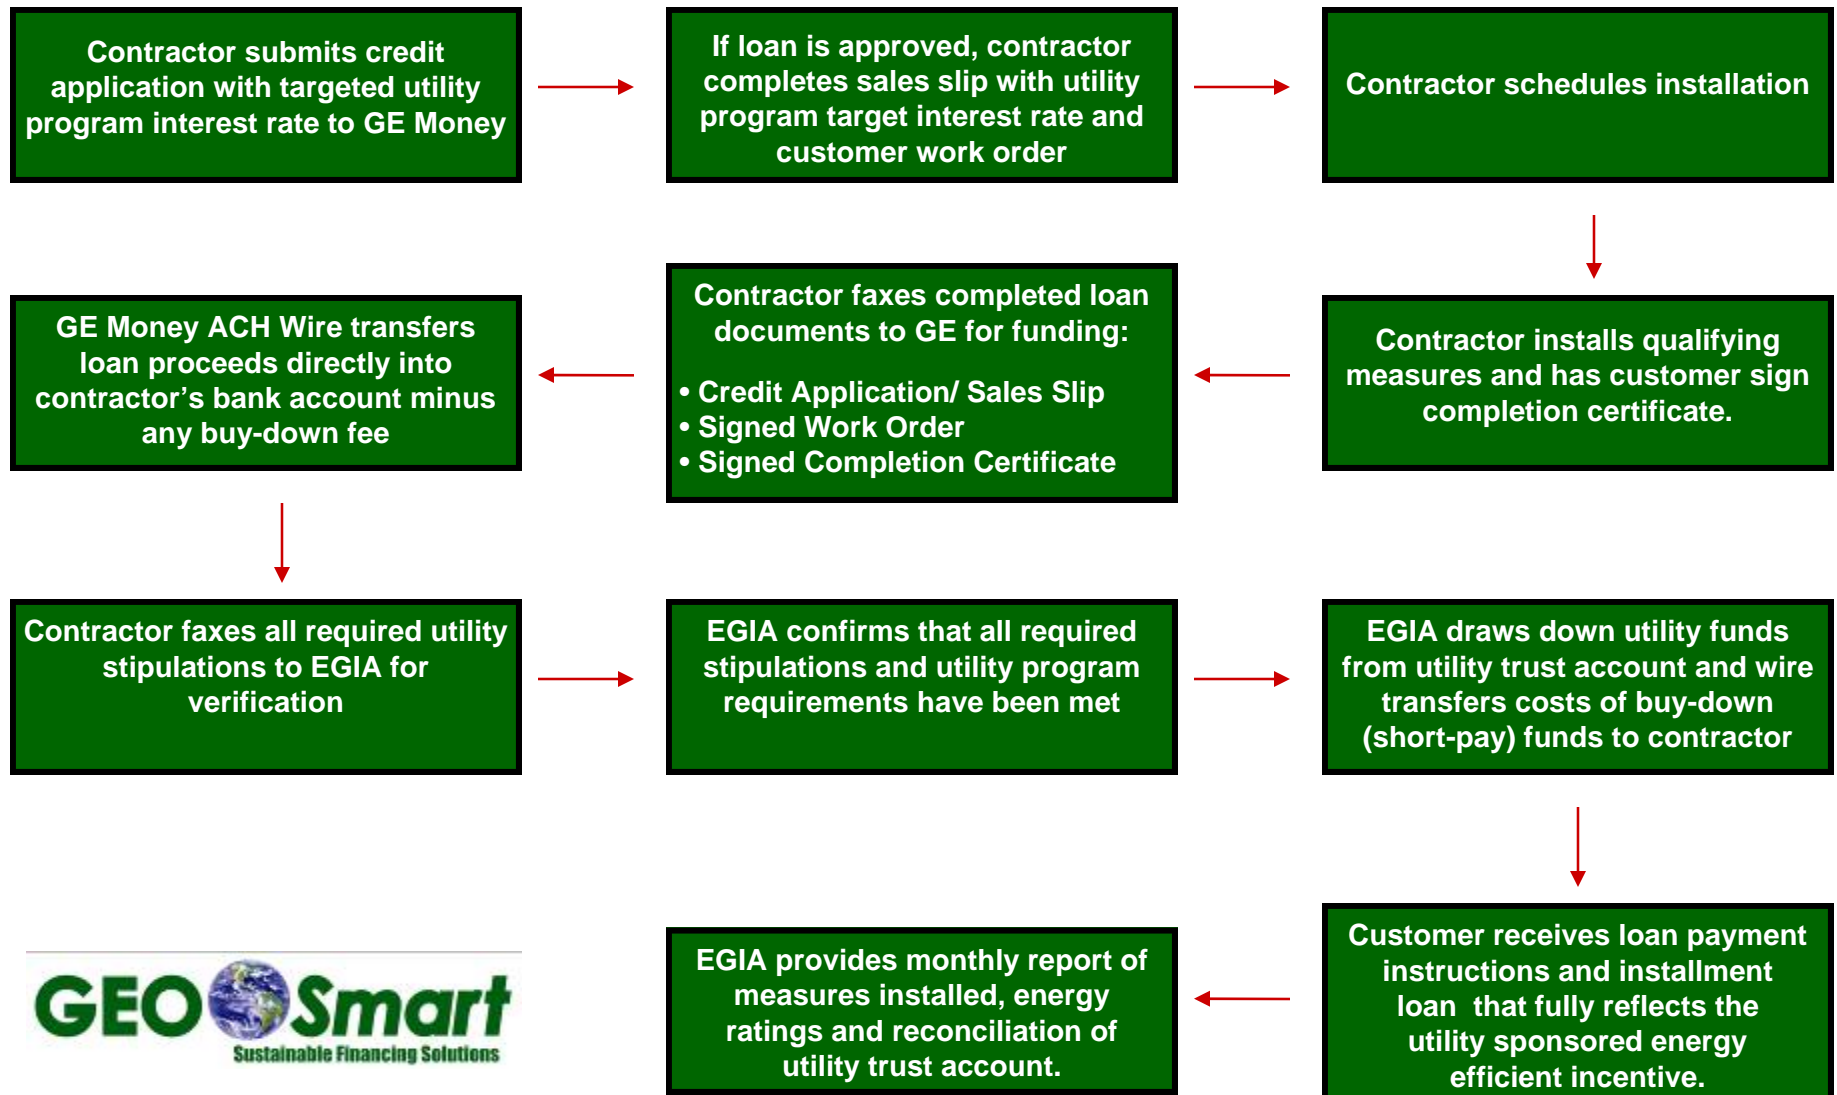 Contractor submits credit
application with targeted utility
program interest rate to GE Money
If loan is approved, contractor
completes sales slip with utility
program target interest rate and
customer work order
Contractor schedules installation
Contractor installs qualifying
measures and has customer sign
completion certificate.
Contractor faxes completed loan
documents to GE for funding:
• Credit Application/ Sales Slip
• Signed Work Order
• Signed Completion Certificate
GE Money ACH Wire transfers
loan proceeds directly into
contractor’s bank account minus
any buy-down fee
Contractor faxes all required utility
stipulations to EGIA for
verification
EGIA confirms that all required
stipulations and utility program
requirements have been met
EGIA draws down utility funds
from utility trust account and wire
transfers costs of buy-down
(short-pay) funds to contractor
Customer receives loan payment
instructions and installment
loan  that fully reflects the
utility sponsored energy
efficient incentive.
EGIA provides monthly report of
measures installed, energy
ratings and reconciliation of
utility trust account.
GEO Smart
Sustainable Financing Solutions